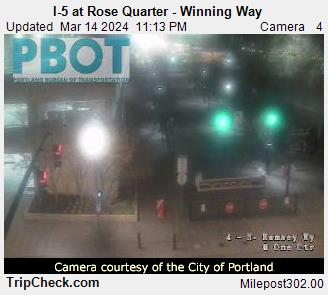 I-5 at Rose Quarter - Winning Way
Updated Mar 14 2024 11:13 PM Camera 4
PBOT
PORTLAND BUREAU OF TRANSPORTATION
4 - N. Ramsey Wy
@ One Ctr
Camera courtesy of the City of Portland
TripCheck.com Milepost302.00